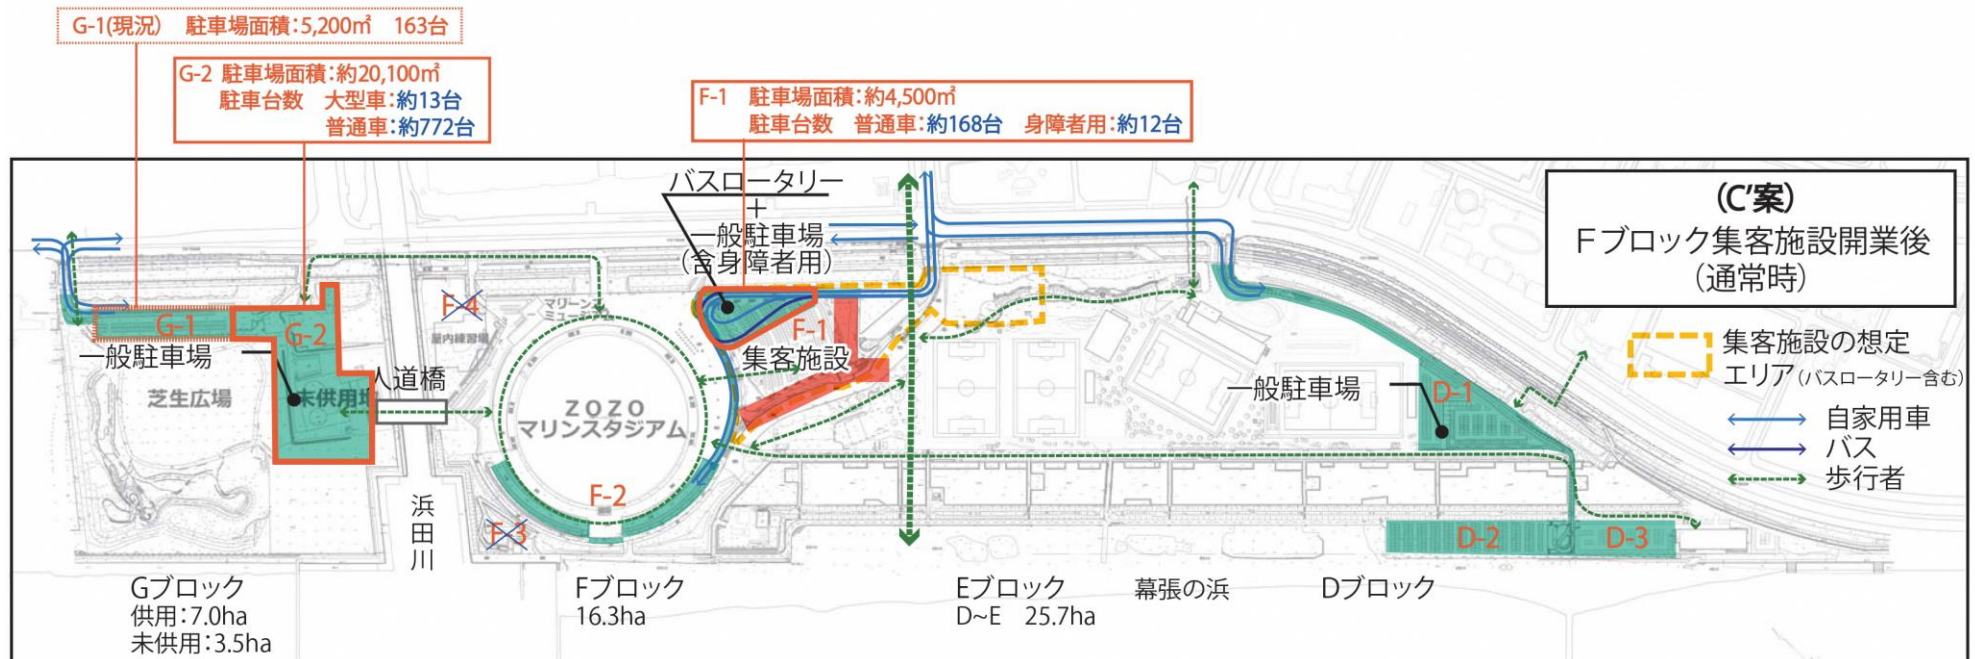 G-1(現況) 駐車場面積:5,200㎡ 163台
G-2 駐車場面積:約20,100㎡
駐車台数 大型車:約13台
普通車:約772台
F-1 駐車場面積:約4,500㎡
駐車台数 普通車:約168台 身障者用:約12台
(C'案)
Fブロック集客施設開業後
(通常時)
バスロータリー
+
一般駐車場
(含身障者用)
F-4
マリーンズ
ミュージアム
屋内練習場
G-1
G-2
一般駐車場
芝生広場
未供用地
人道橋
F-1
集客施設
ZOZO
マリンスタジアム
F-2
F-3
一般駐車場
D-1
D-2
D-3
集客施設の想定
エリア(バスロータリー含む)
自家用車
バス
歩行者
浜田川
Gブロック
供用:7.0ha
未供用:3.5ha
Fブロック
16.3ha
Eブロック
D~E 25.7ha
幕張の浜
Dブロック